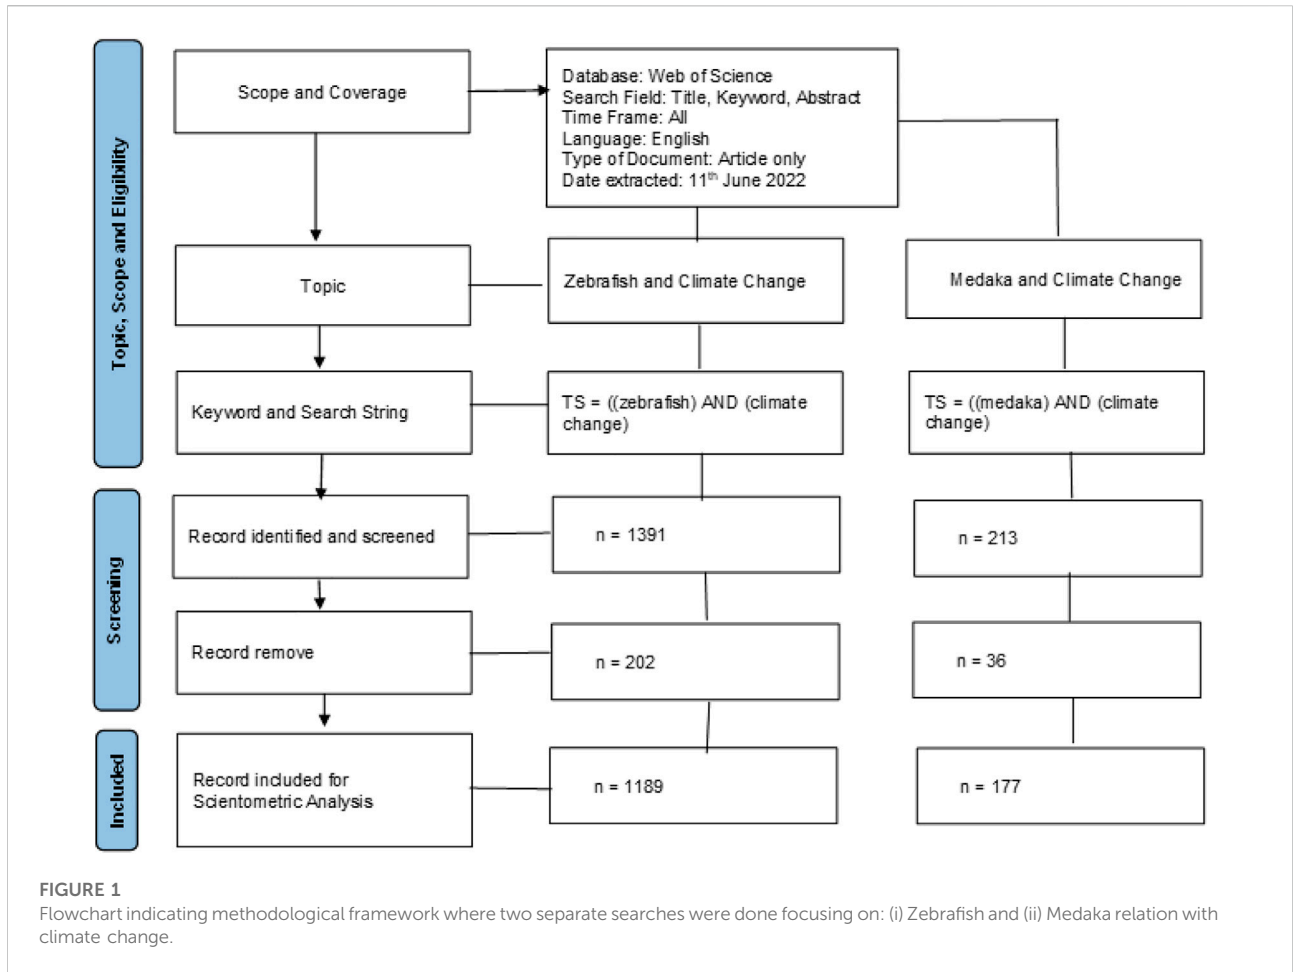 Topic, Scope and Eligibility
Scope and Coverage
Database: Web of Science
Search Field: Title, Keyword, Abstract
Time Frame: All
Language: English
Type of Document: Article only
Date extracted: 11th June 2022
Topic
Zebrafish and Climate Change
Medaka and Climate Change
Keyword and Search String
TS = ((zebrafish) AND (climate
change)
TS = ((medaka) AND (climate
change)
Screening
Record identified and screened
n = 1391
n = 213
Record remove
n = 202
n = 36
Included
Record included for
Scientometric Analysis
n = 1189
n = 177
FIGURE 1
Flowchart indicating methodological framework where two separate searches were done focusing on: (i) Zebrafish and (ii) Medaka relation with
climate change.